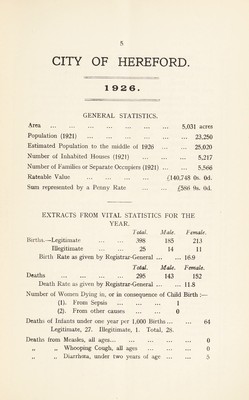 5
CITY OF HEREFORD.
1926.
GENERAL STATISTICS.
Area ... ... ... ... ... ... ... 5,031 acres
Population (1921) ... ... ... ... ... 23,250
Estimated Population to the middle of 1926 ... ... 25,020
Number of Inhabited Houses (1921) ... ... ... 5,217
Number of Families or Separate Occupiers (1921) ... ... 5,566
Rateable Value ... ... ... ... £140,748 0s. 0d.
Sum represented by a Penny Rate ... ... £566 9s. 0d.
EXTRACTS FROM VITAL STATISTICS FOR THE
YEAR.
Total. Male. Female.
Births.—Legitimate ... ... 398 185 213
Illegitimate ... ... 25 14 11
Birth Rate as given by Registrar-General ... ... 16.9
Total. Male. Female.
Deaths ... ... ... ... 295 143 152
Death Rate as given by Registrar-General ... ... 11.8
Number of Women Dying in, or in consequence of Child Birth :—
(1). From Sepsis ... ... ... 1
(2). From other causes ... ... 0
Deaths of Infants under one year per 1,000 Births ... ... 64
Legitimate, 27. Illegitimate, 1. Total, 28.
Deaths from Measles, all ages ... ... ... ... 0
„ „ Whooping Cough, all ages ... ... ... 0
„ „ Diarrhœa, under two years of age ... ... 5